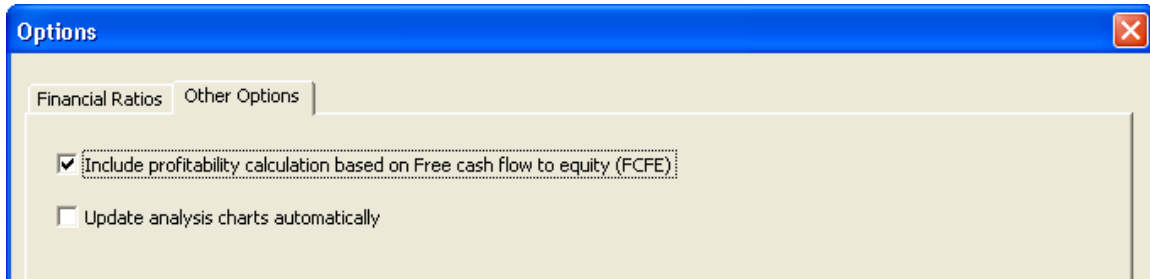 Options
Financial Ratios
Other Options
Include profitability calculation based on Free cash flow to equity (FCFE)
Update analysis charts automatically